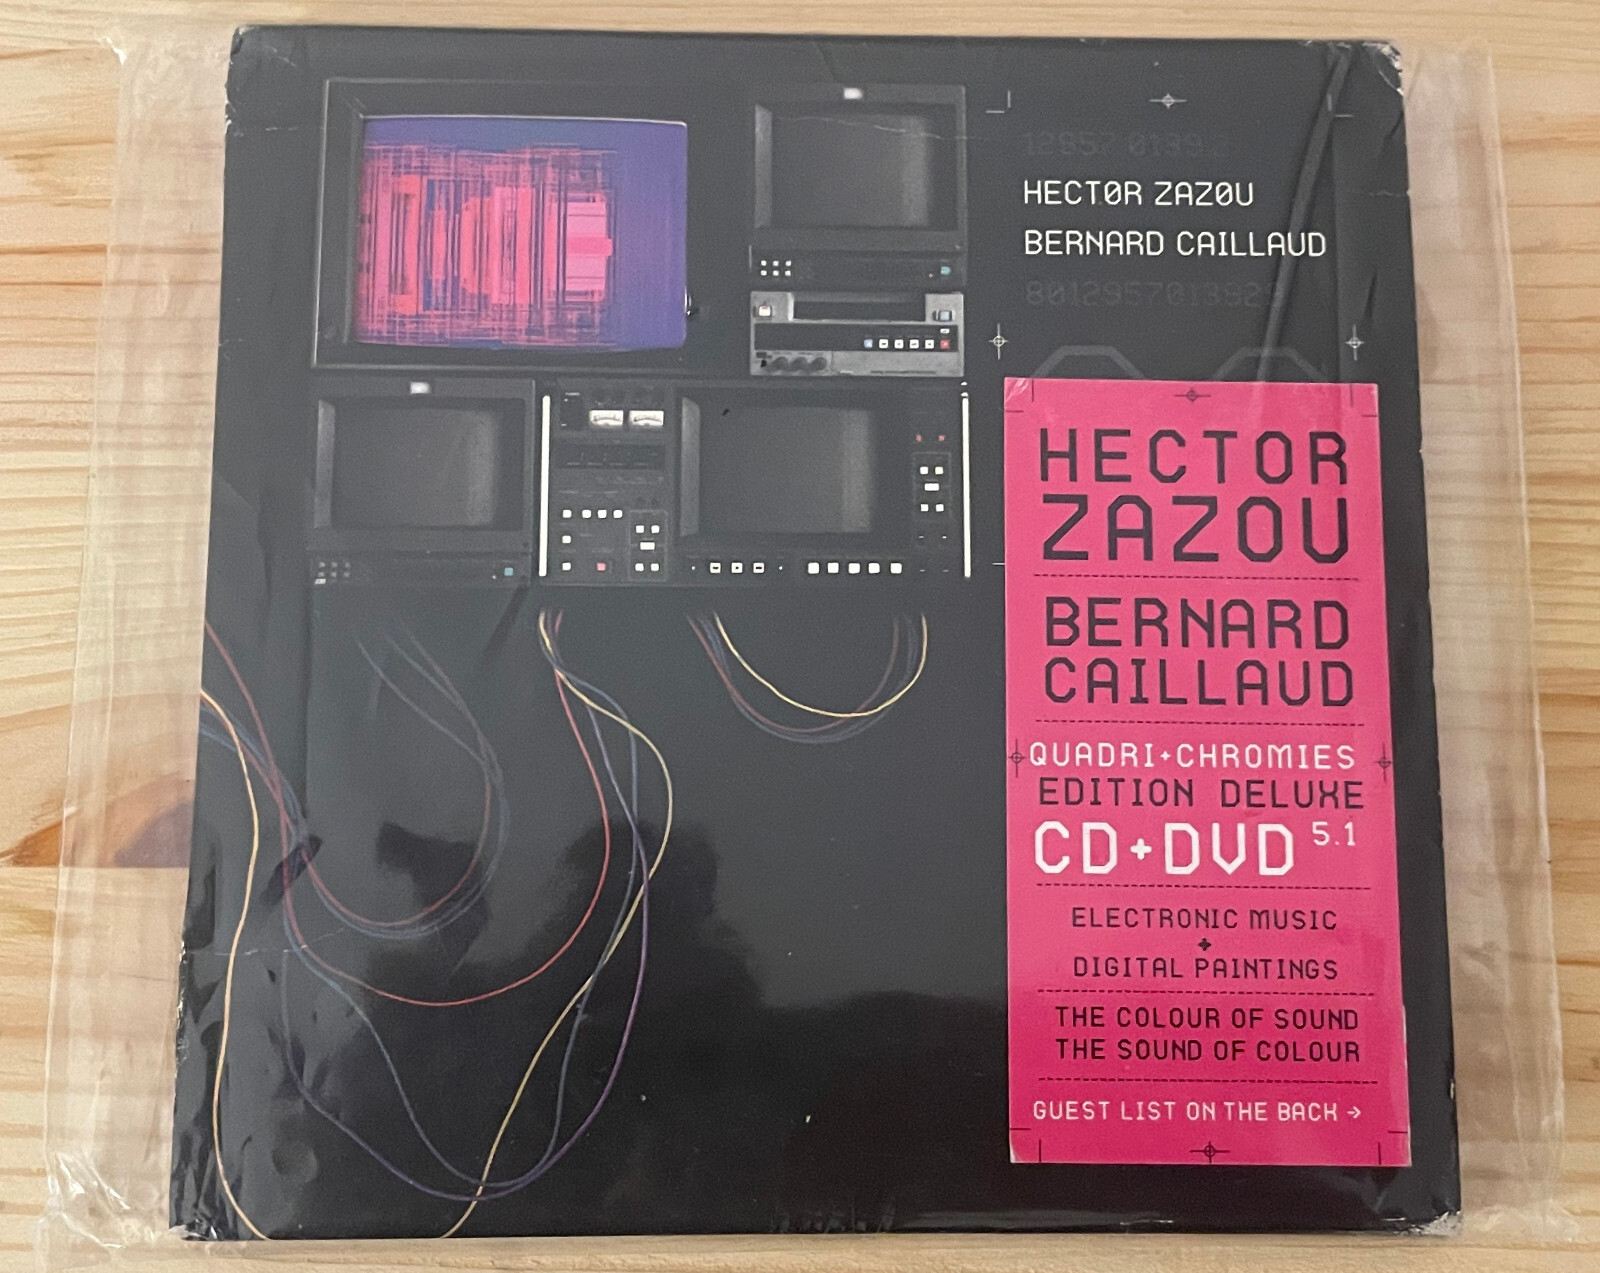 HECTØR ZAZØU
BERNARD CAILLAUD
HECTOR
ZAZOU
BERNARD
CAILLAUD
QUADRI+CHROMIES
EDITION DELUXE
CD+DVD 5.1
ELECTRONIC MUSIC
+
DIGITAL PAINTINGS
THE COLOUR OF SOUND
THE SOUND OF COLOUR
GUEST LIST ON THE BACK →